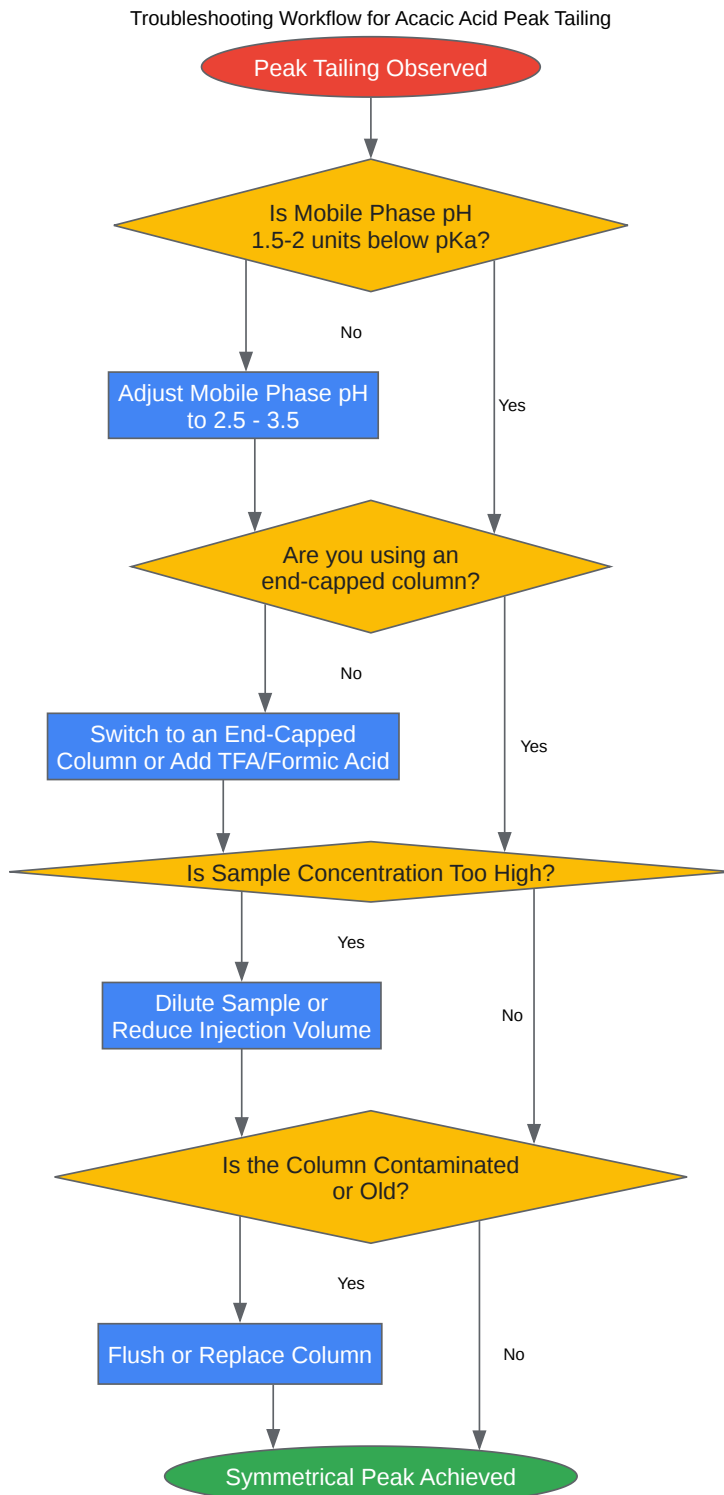 Troubleshooting Workflow for Acacic Acid Peak Tailing
Peak Tailing Observed
Is Mobile Phase pH
1.5-2 units below pKa?
No
Adjust Mobile Phase pH
to 2.5 - 3.5
Yes
Are you using an
end-capped column?
No
Switch to an End-Capped
Column or Add TFA/Formic Acid
Yes
Is Sample Concentration Too High?
Yes
Dilute Sample or
Reduce Injection Volume
No
Is the Column Contaminated
or Old?
Yes
Flush or Replace Column
No
Symmetrical Peak Achieved